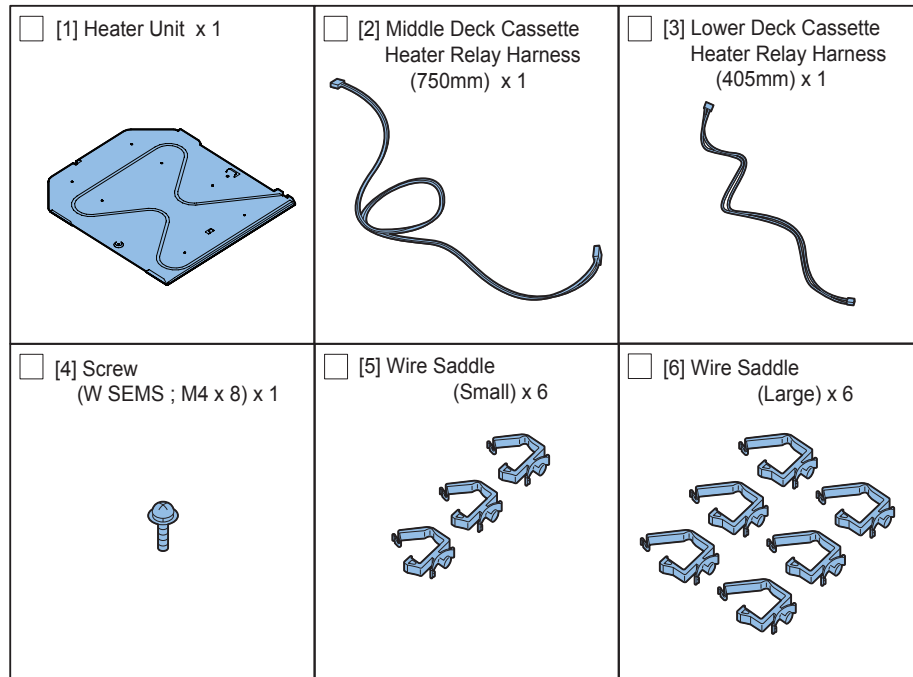 [1] Heater Unit x 1
[2] Middle Deck Cassette
Heater Relay Harness
(750mm) x 1
[3] Lower Deck Cassette
Heater Relay Harness
(405mm) x 1
[4] Screw
(W SEMS ; M4 x 8) x 1
[5] Wire Saddle
(Small) x 6
[6] Wire Saddle
(Large) x 6